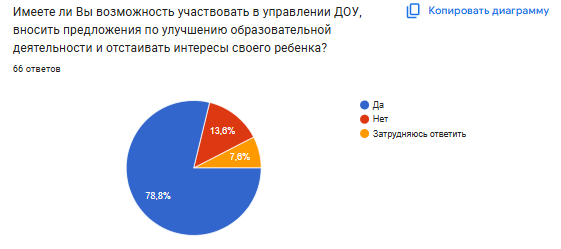 Имеете ли Вы возможность участвовать в управлении ДОУ,
вносить предложения по улучшению образовательной
деятельности и отстаивать интересы своего ребенка?
Копировать диаграмму
66 ответов
Да
Нет
Затрудняюсь ответить
13,6%
7,6%
78,8%